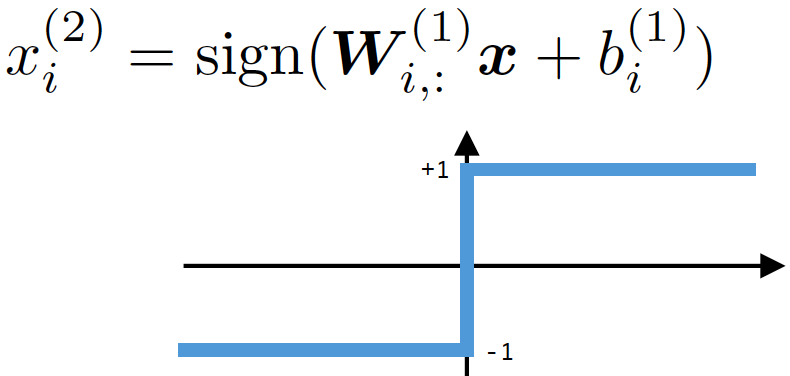 x_i^{(2)} = sign(W_{i,:}^{(1)} x + b_i^{(1)})
+1
-1